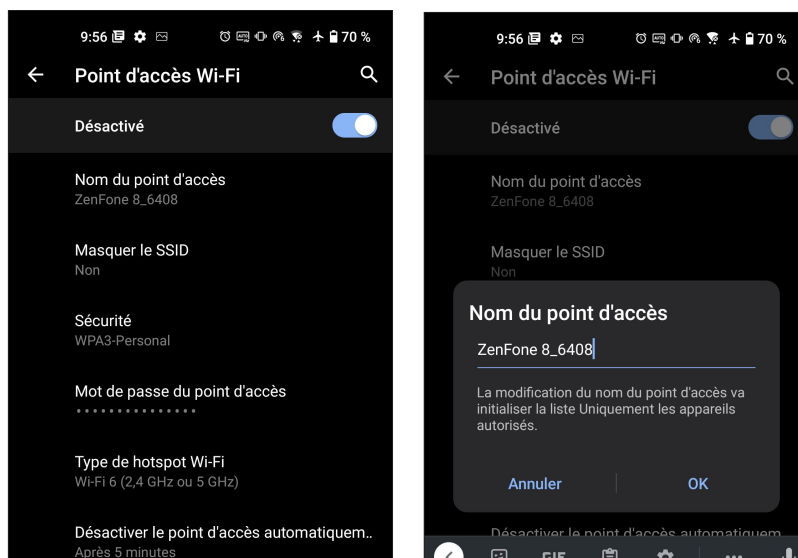 9:56
70 %
Point d'accès Wi-Fi
Désactivé
Nom du point d'accès
ZenFone 8_6408
Masquer le SSID
Non
Sécurité
WPA3-Personal
Mot de passe du point d'accès
Type de hotspot Wi-Fi
Wi-Fi 6 (2,4 GHz ou 5 GHz)
Désactiver le point d'accès automatiquem..
Après 5 minutes
9:56
70 %
Point d'accès Wi-Fi
Désactivé
Nom du point d'accès
ZenFone 8_6408
Masquer le SSID
Non
Nom du point d'accès
ZenFone 8_6408
La modification du nom du point d'accès va
initialiser la liste Uniquement les appareils
autorisés.
Annuler
OK
Désactiver le point d'accès automatiquem
GIF